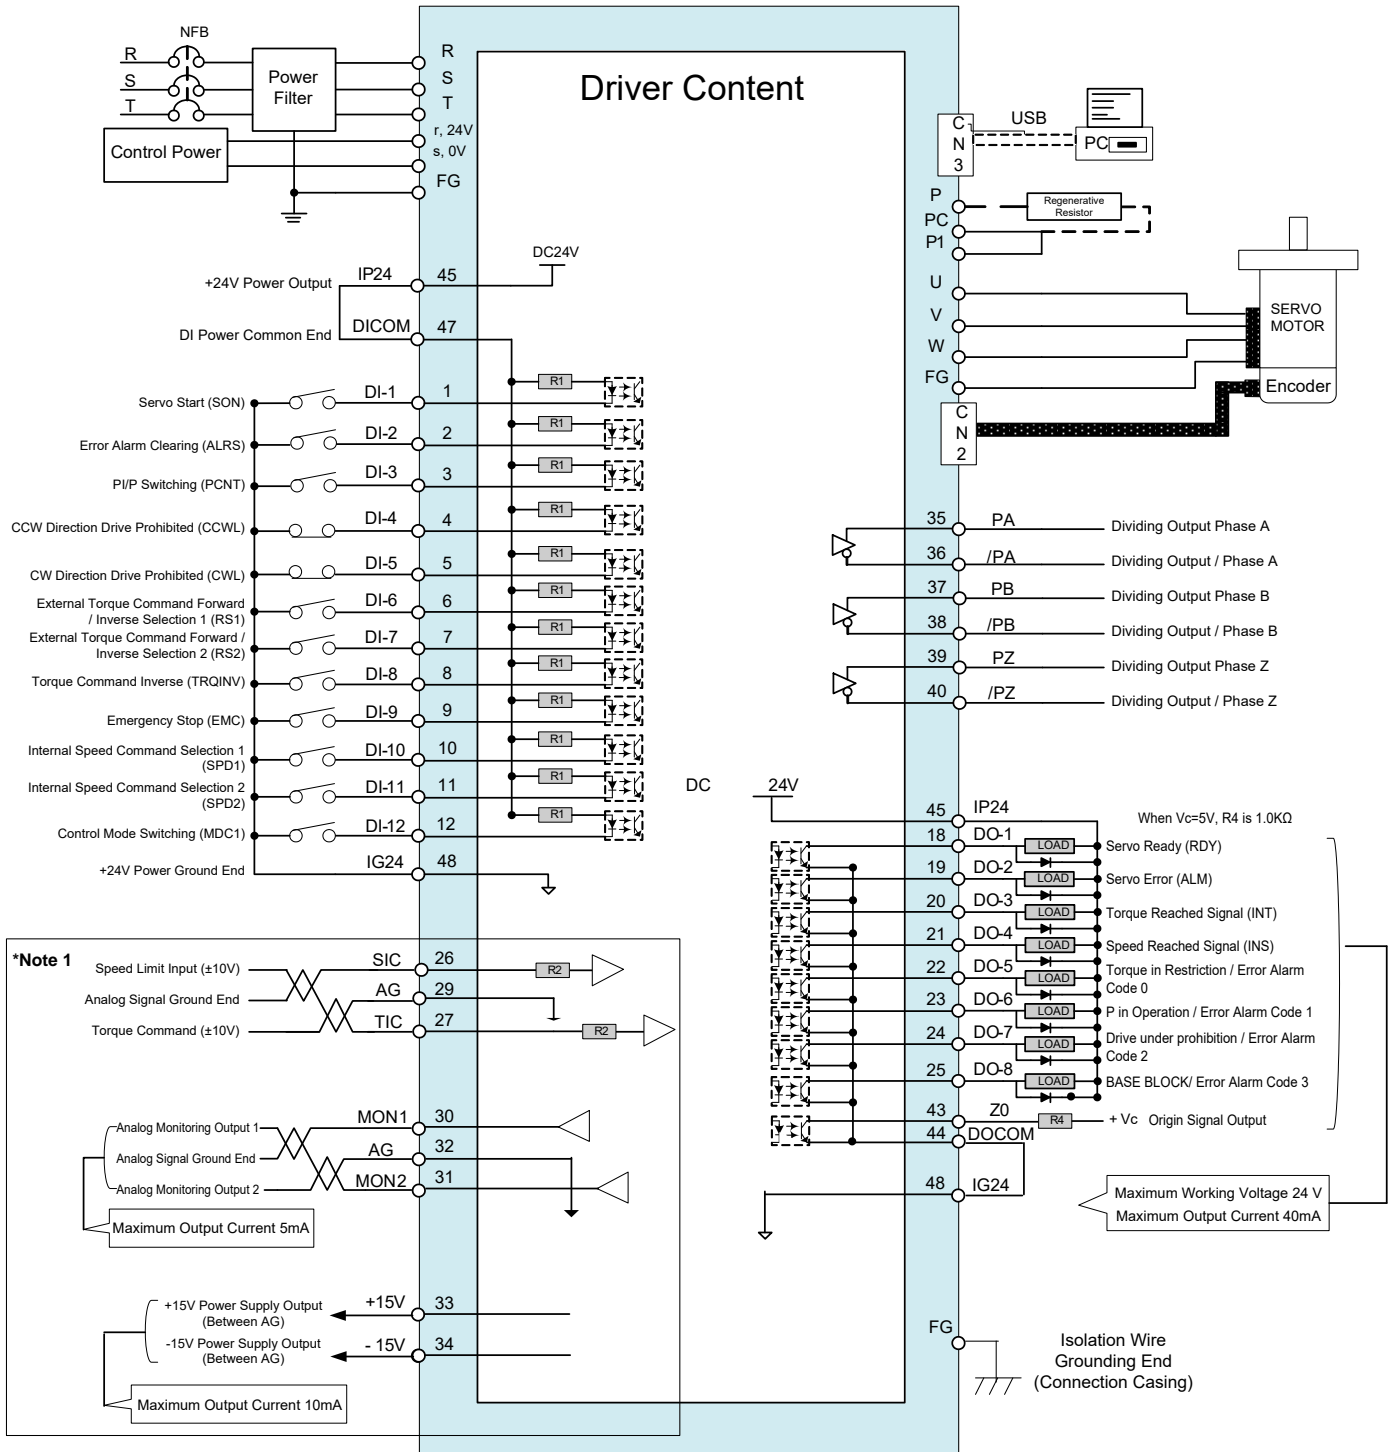 Driver Content
NFB
R
S
T
Power
Filter
Control Power
R
S
T
r, 24V
s, 0V
FG
DC24V
+24V Power Output
IP24
45
DI Power Common End
DICOM
47
Servo Start (SON)
DI-1
1
R1
Error Alarm Clearing (ALRS)
DI-2
2
R1
PI/P Switching (PCNT)
DI-3
3
R1
CCW Direction Drive Prohibited (CCWL)
DI-4
4
R1
CW Direction Drive Prohibited (CWL)
DI-5
5
R1
External Torque Command Forward
/ Inverse Selection 1 (RS1)
DI-6
6
R1
External Torque Command Forward /
Inverse Selection 2 (RS2)
DI-7
7
R1
Torque Command Inverse (TRQINV)
DI-8
8
R1
Emergency Stop (EMC)
DI-9
9
R1
Internal Speed Command Selection 1
(SPD1)
DI-10
10
R1
Internal Speed Command Selection 2
(SPD2)
DI-11
11
R1
Control Mode Switching (MDC1)
DI-12
12
R1
+24V Power Ground End
IG24
48
*Note 1
Speed Limit Input (±10V)
SIC
26
R2
Analog Signal Ground End
AG
29
Torque Command (±10V)
TIC
27
R2
Analog Monitoring Output 1
MON1
30
Analog Signal Ground End
AG
32
Analog Monitoring Output 2
MON2
31
Maximum Output Current 5mA
+15V Power Supply Output
(Between AG)
+15V
33
-15V Power Supply Output
(Between AG)
- 15V
34
Maximum Output Current 10mA
C
N
3
USB
PC
P
PC
P1
Regenerative
Resistor
U
V
W
FG
SERVO
MOTOR
Encoder
C
N
2
35
PA
Dividing Output Phase A
36
/PA
Dividing Output / Phase A
37
PB
Dividing Output Phase B
38
/PB
Dividing Output / Phase B
39
PZ
Dividing Output Phase Z
40
/PZ
Dividing Output / Phase Z
DC
24V
45
IP24
When Vc=5V, R4 is 1.0KΩ
18
DO-1
LOAD
Servo Ready (RDY)
19
DO-2
LOAD
Servo Error (ALM)
20
DO-3
LOAD
Torque Reached Signal (INT)
21
DO-4
LOAD
Speed Reached Signal (INS)
22
DO-5
LOAD
Torque in Restriction / Error Alarm
Code 0
23
DO-6
LOAD
P in Operation / Error Alarm Code 1
24
DO-7
LOAD
Drive under prohibition / Error Alarm
Code 2
25
DO-8
LOAD
BASE BLOCK/ Error Alarm Code 3
43
Z0
R4
+ Vc
Origin Signal Output
44
DOCOM
48
IG24
Maximum Working Voltage 24 V
Maximum Output Current 40mA
FG
Isolation Wire
Grounding End
(Connection Casing)